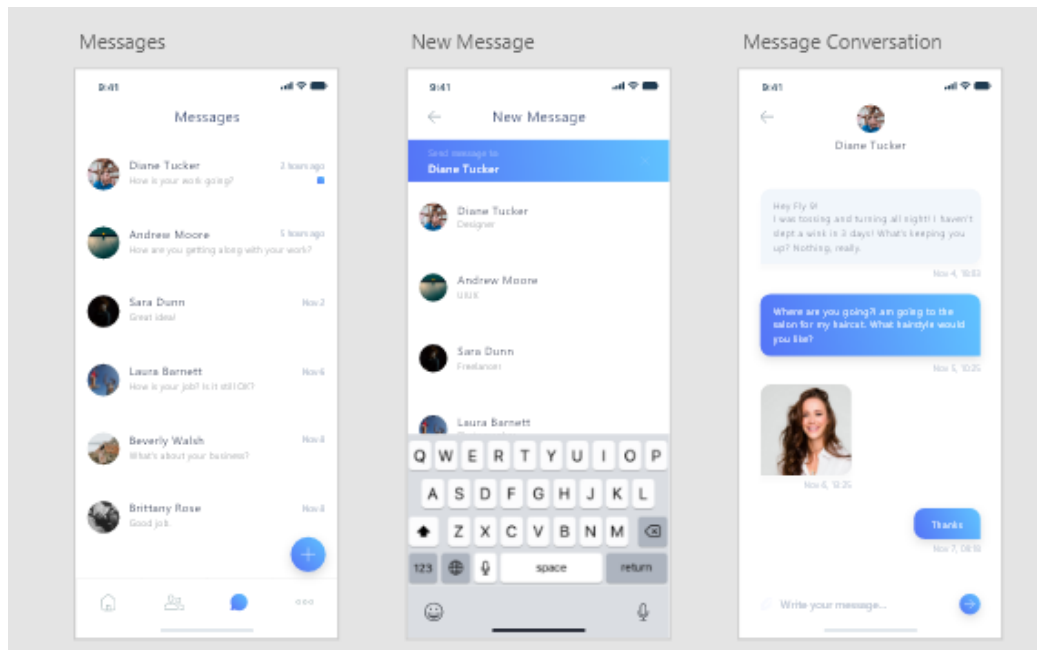 Messages
9:41
Messages
Diane Tucker
2 hours ago
How is your work going?
Andrew Moore
5 hours ago
How are you getting along with your work?
Sara Dunn
Nov 2
Great idea!
Laura Barnett
Nov 6
How is your job? Is it still OK?
Beverly Walsh
Nov 8
What's about your business?
Brittany Rose
Nov 8
Good job.
New Message
9:41
New Message
Send message to:
Diane Tucker
Diane Tucker
Designer
Andrew Moore
UI/UX
Sara Dunn
Freelancer
Laura Barnett
Q W E R T Y U I O P
A S D F G H J K L
Z X C V B N M
123 space return
Message Conversation
9:41
Diane Tucker
Hey Fly 9!
I was tossing and turning all night! I haven't
slept a wink in 3 days! What's keeping you
up? Nothing, really.
Nov 4,
Where are you going?I am going to the
salon for my haircut. What hairstyle would
you like?
Nov 5, 10:25
Nov 6, 12:25
Thanks
Nov 7, 08:18
Write your message...